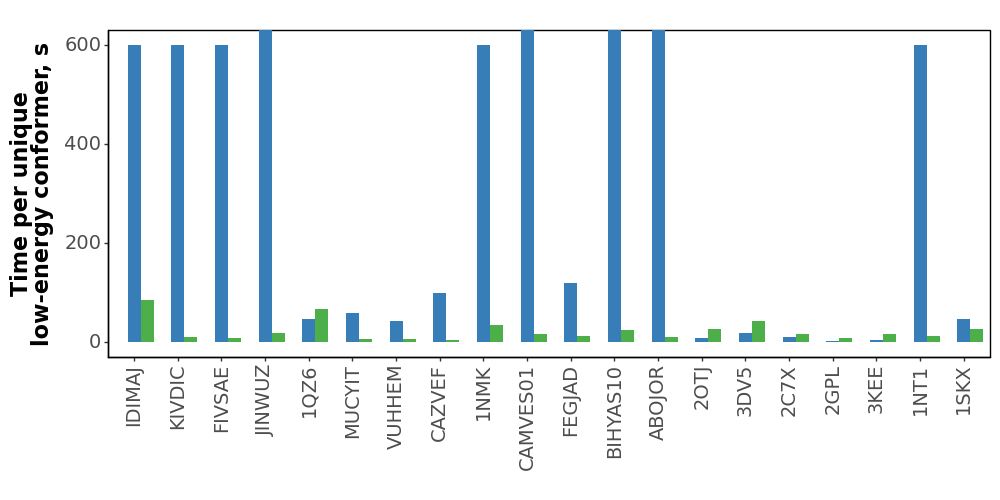 Time per unique
low-energy conformer, s
600
400
200
0
IDIMAJ
KIVDIC
FIVSAE
JINWUZ
1QZ6
MUCYIT
VUHHEM
CAZVEF
1NMK
CAMVES01
FEGJAD
BIHYAS10
ABOJOR
2OTJ
3DV5
2C7X
2GPL
3KEE
1NT1
1SKX